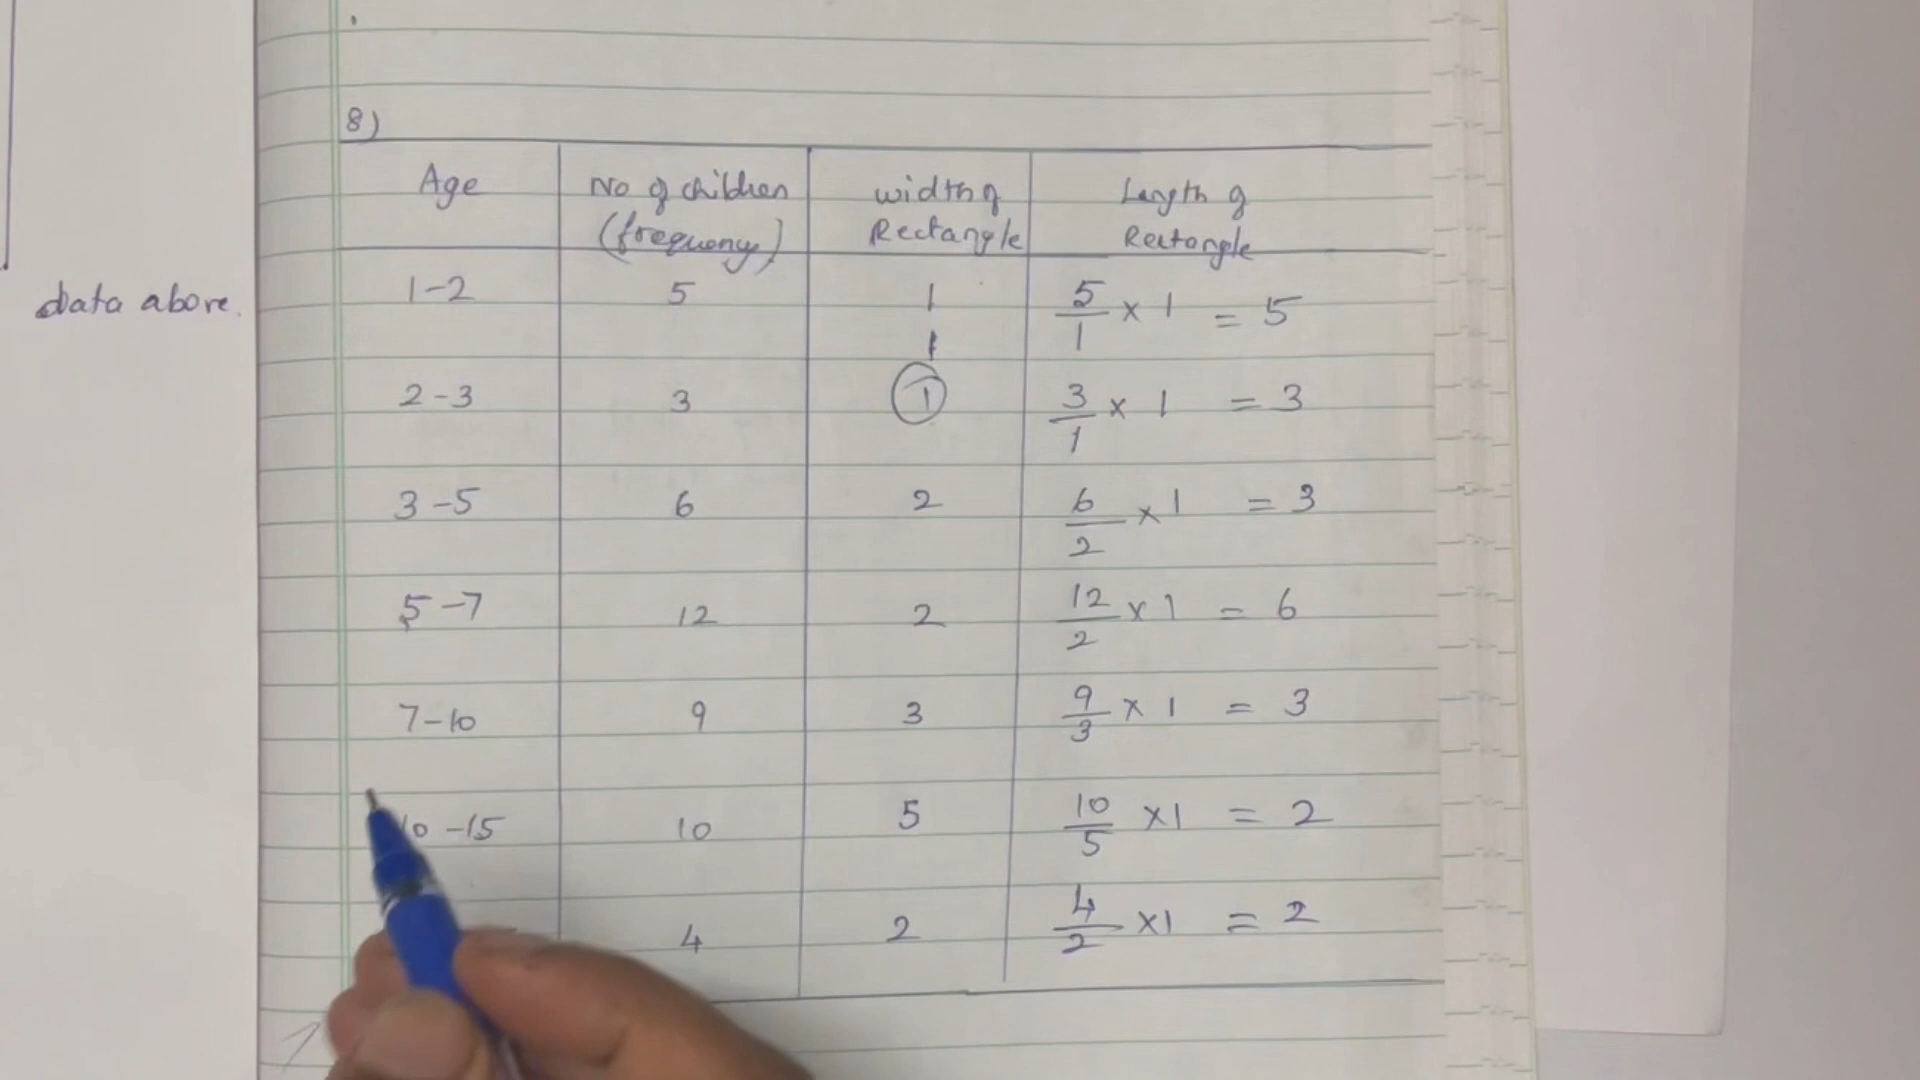 data above.
8)
Age No of children width of Length of
(frequency) Rectangle Rectangle
1-2 5 1 5/1 x 1 = 5
1
2-3 3 1 3/1 x 1 = 3
3-5 6 2 6/2 x 1 = 3
5-7 12 2 12/2 x 1 = 6
7-10 9 3 9/3 x 1 = 3
10-15 10 5 10/5 x1 = 2
4 2 4/2 x1 = 2